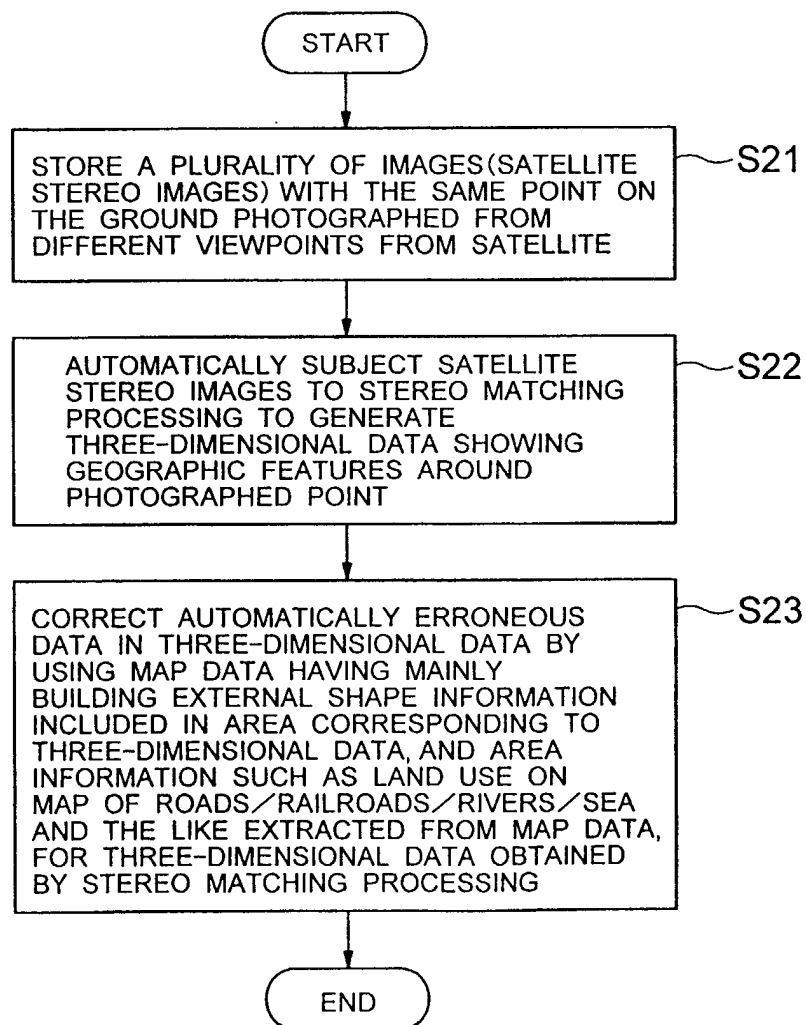 START
STORE A PLURALITY OF IMAGES(SATELLITE
STEREO IMAGES) WITH THE SAME POINT ON
THE GROUND PHOTOGRAPHED FROM
DIFFERENT VIEWPOINTS FROM SATELLITE
S21
AUTOMATICALLY SUBJECT SATELLITE
STEREO IMAGES TO STEREO MATCHING
PROCESSING TO GENERATE
THREE-DIMENSIONAL DATA SHOWING
GEOGRAPHIC FEATURES AROUND
PHOTOGRAPHED POINT
S22
CORRECT AUTOMATICALLY ERRONEOUS
DATA IN THREE-DIMENSIONAL DATA BY
USING MAP DATA HAVING MAINLY
BUILDING EXTERNAL SHAPE INFORMATION
INCLUDED IN AREA CORRESPONDING TO
THREE-DIMENSIONAL DATA, AND AREA
INFORMATION SUCH AS LAND USE ON
MAP OF ROADS/RAILROADS/RIVERS/SEA
AND THE LIKE EXTRACTED FROM MAP DATA,
FOR THREE-DIMENSIONAL DATA OBTAINED
BY STEREO MATCHING PROCESSING
S23
END